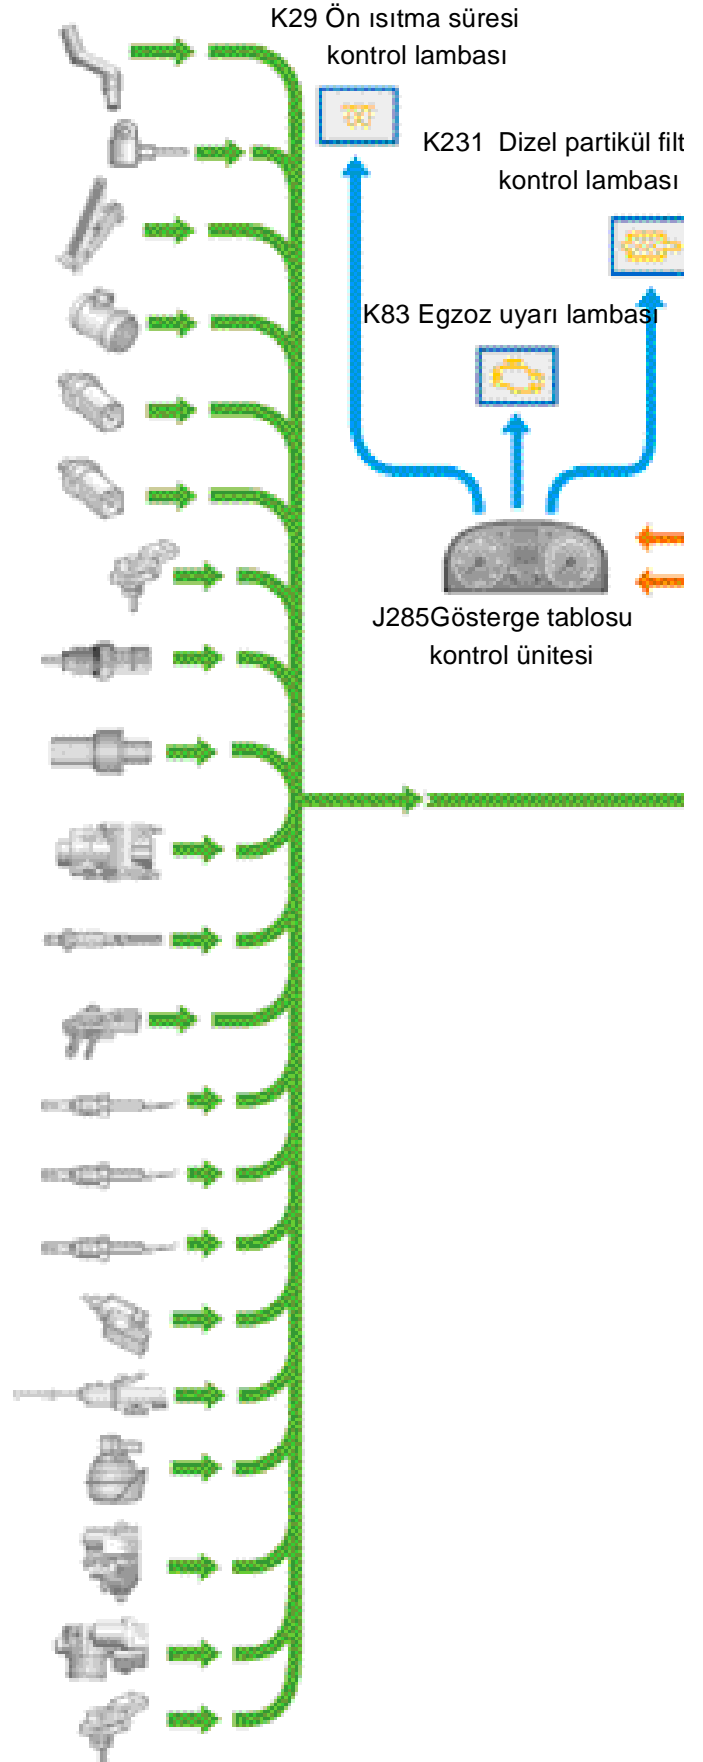 K29 Ön ısıtma süresi
kontrol lambası
K231 Dizel partikül filt
kontrol lambası
K83 Egzoz uyarı lambası
J285Gösterge tablosu
kontrol ünitesi